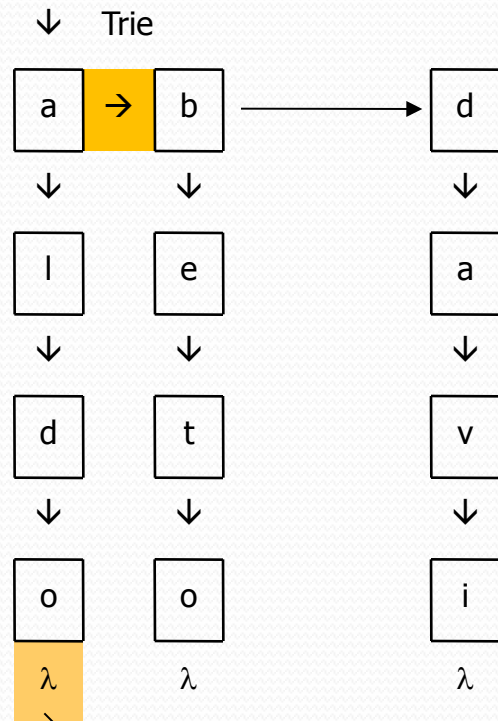 ↓ Trie
a → b → d
↓ ↓ ↓
l e a
↓ ↓ ↓
d t v
↓ ↓ ↓
o o i
λ λ λ